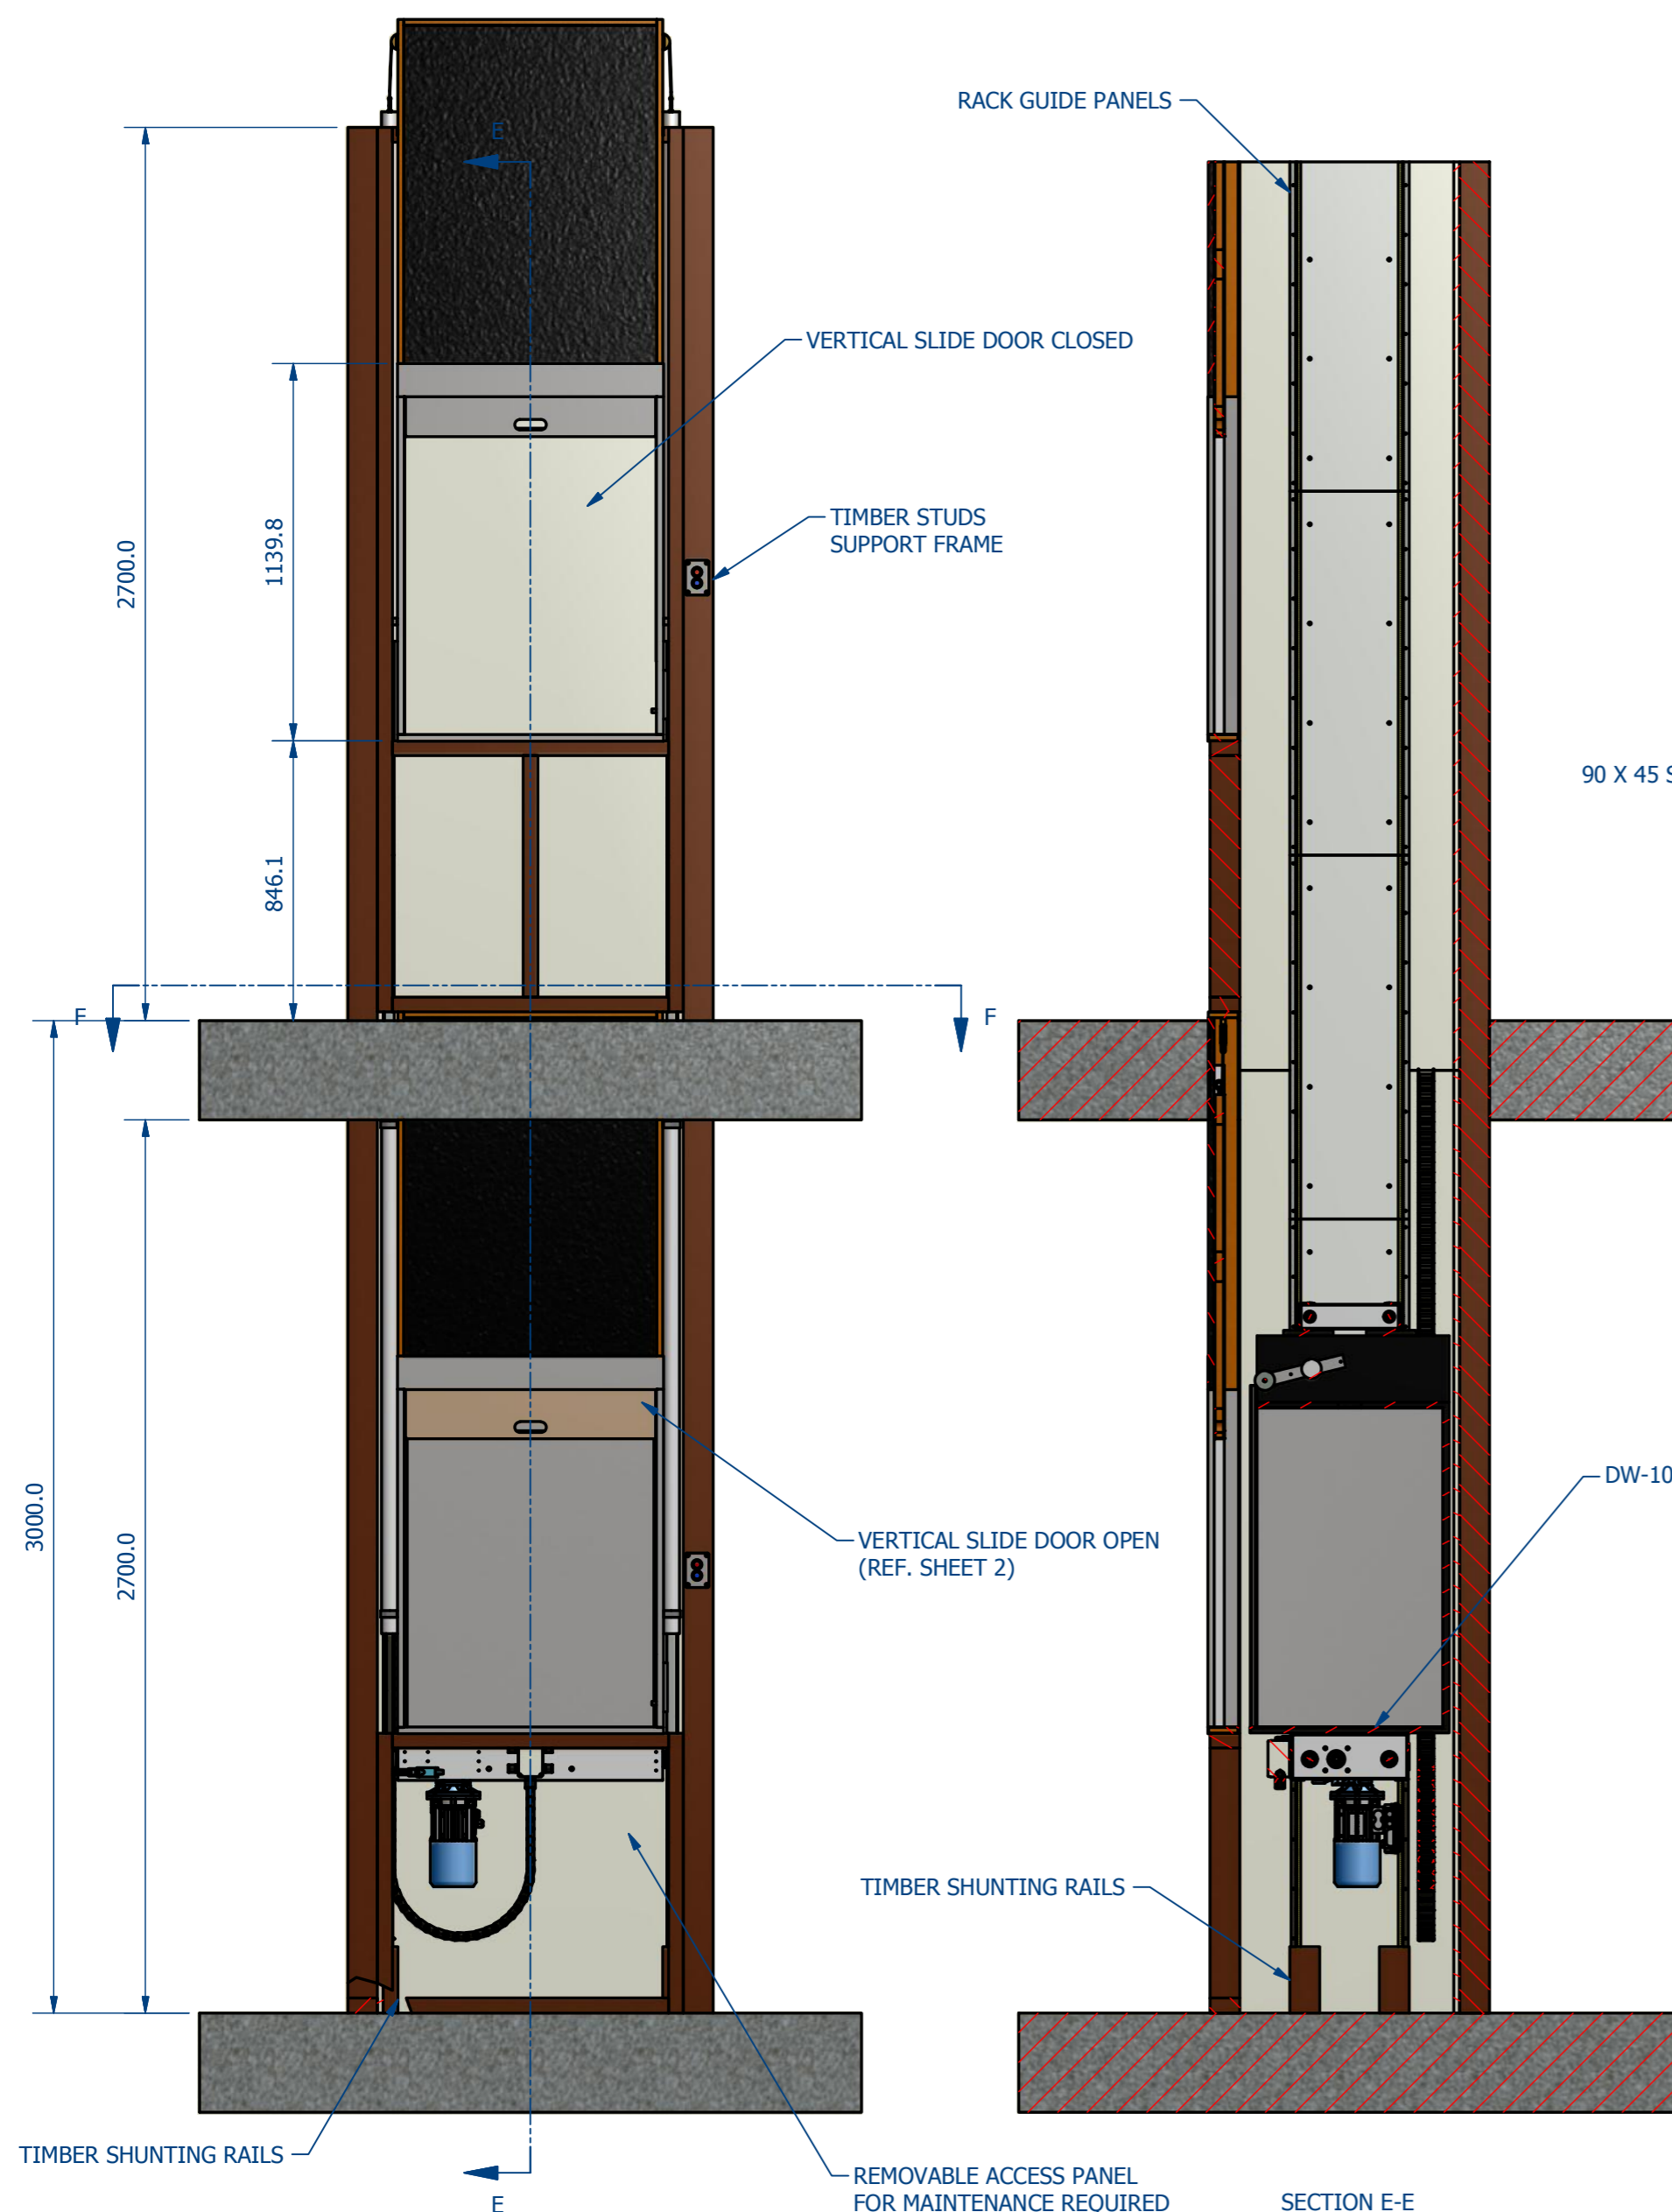 RACK GUIDE PANELS
E
VERTICAL SLIDE DOOR CLOSED
TIMBER STUDS
SUPPORT FRAME
2700.0
1139.8
90 X 45 S
846.1
F
F
DW-10
VERTICAL SLIDE DOOR OPEN
(REF. SHEET 2)
3000.0
2700.0
TIMBER SHUNTING RAILS
TIMBER SHUNTING RAILS
REMOVABLE ACCESS PANEL
FOR MAINTENANCE REQUIRED
E
SECTION E-E